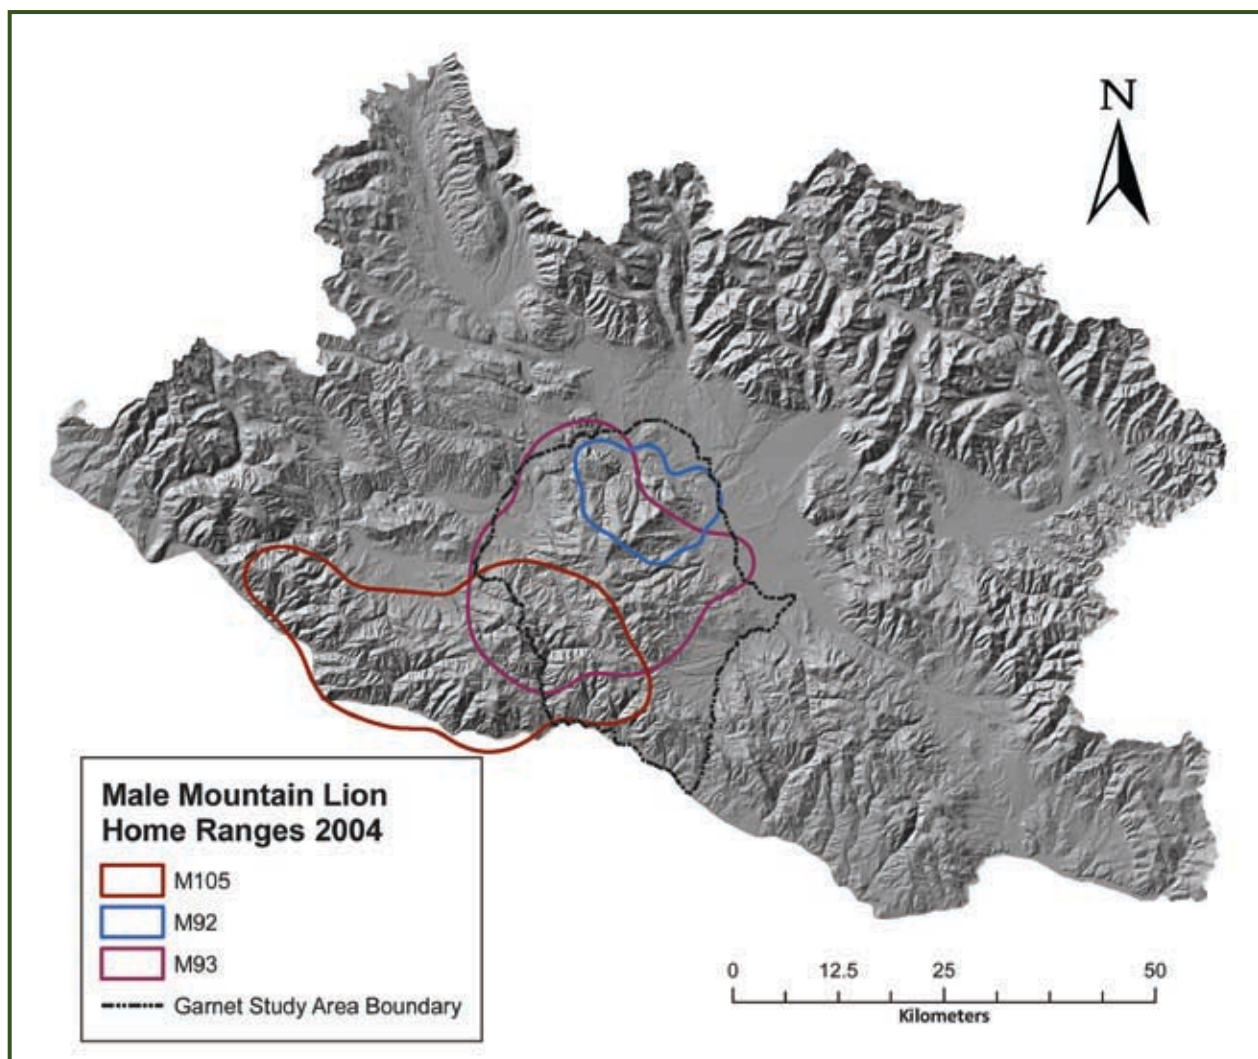 N
Male Mountain Lion
Home Ranges 2004
M105
M92
M93
Garnet Study Area Boundary
0 12.5 25 50
Kilometers